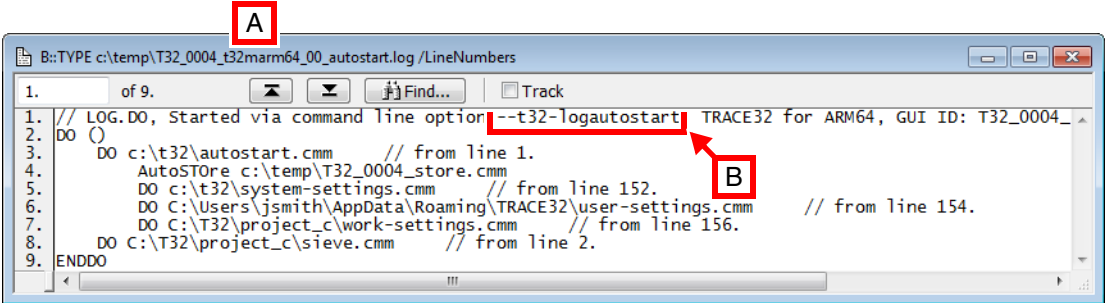 A
B::TYPE c:\temp\T32_0004_t32marm64_00_autostart.log /LineNumbers
1. of 9. Find... Track
1. // LOG.DO, Started via command line option --t32-logautostart TRACE32 for ARM64, GUI ID: T32_0004_
2. DO ()
3. DO c:\t32\autostart.cmm // from line 1.
4. AutoSTOre c:\temp\T32_0004_store.cmm
5. DO c:\t32\system-settings.cmm // from line 152.
6. DO C:\Users\jsmith\AppData\Roaming\TRACE32\user-settings.cmm // from line 154.
7. DO C:\T32\project_c\work-settings.cmm // from line 156.
8. DO C:\T32\project_c\sieve.cmm // from line 2.
9. ENDDO
B